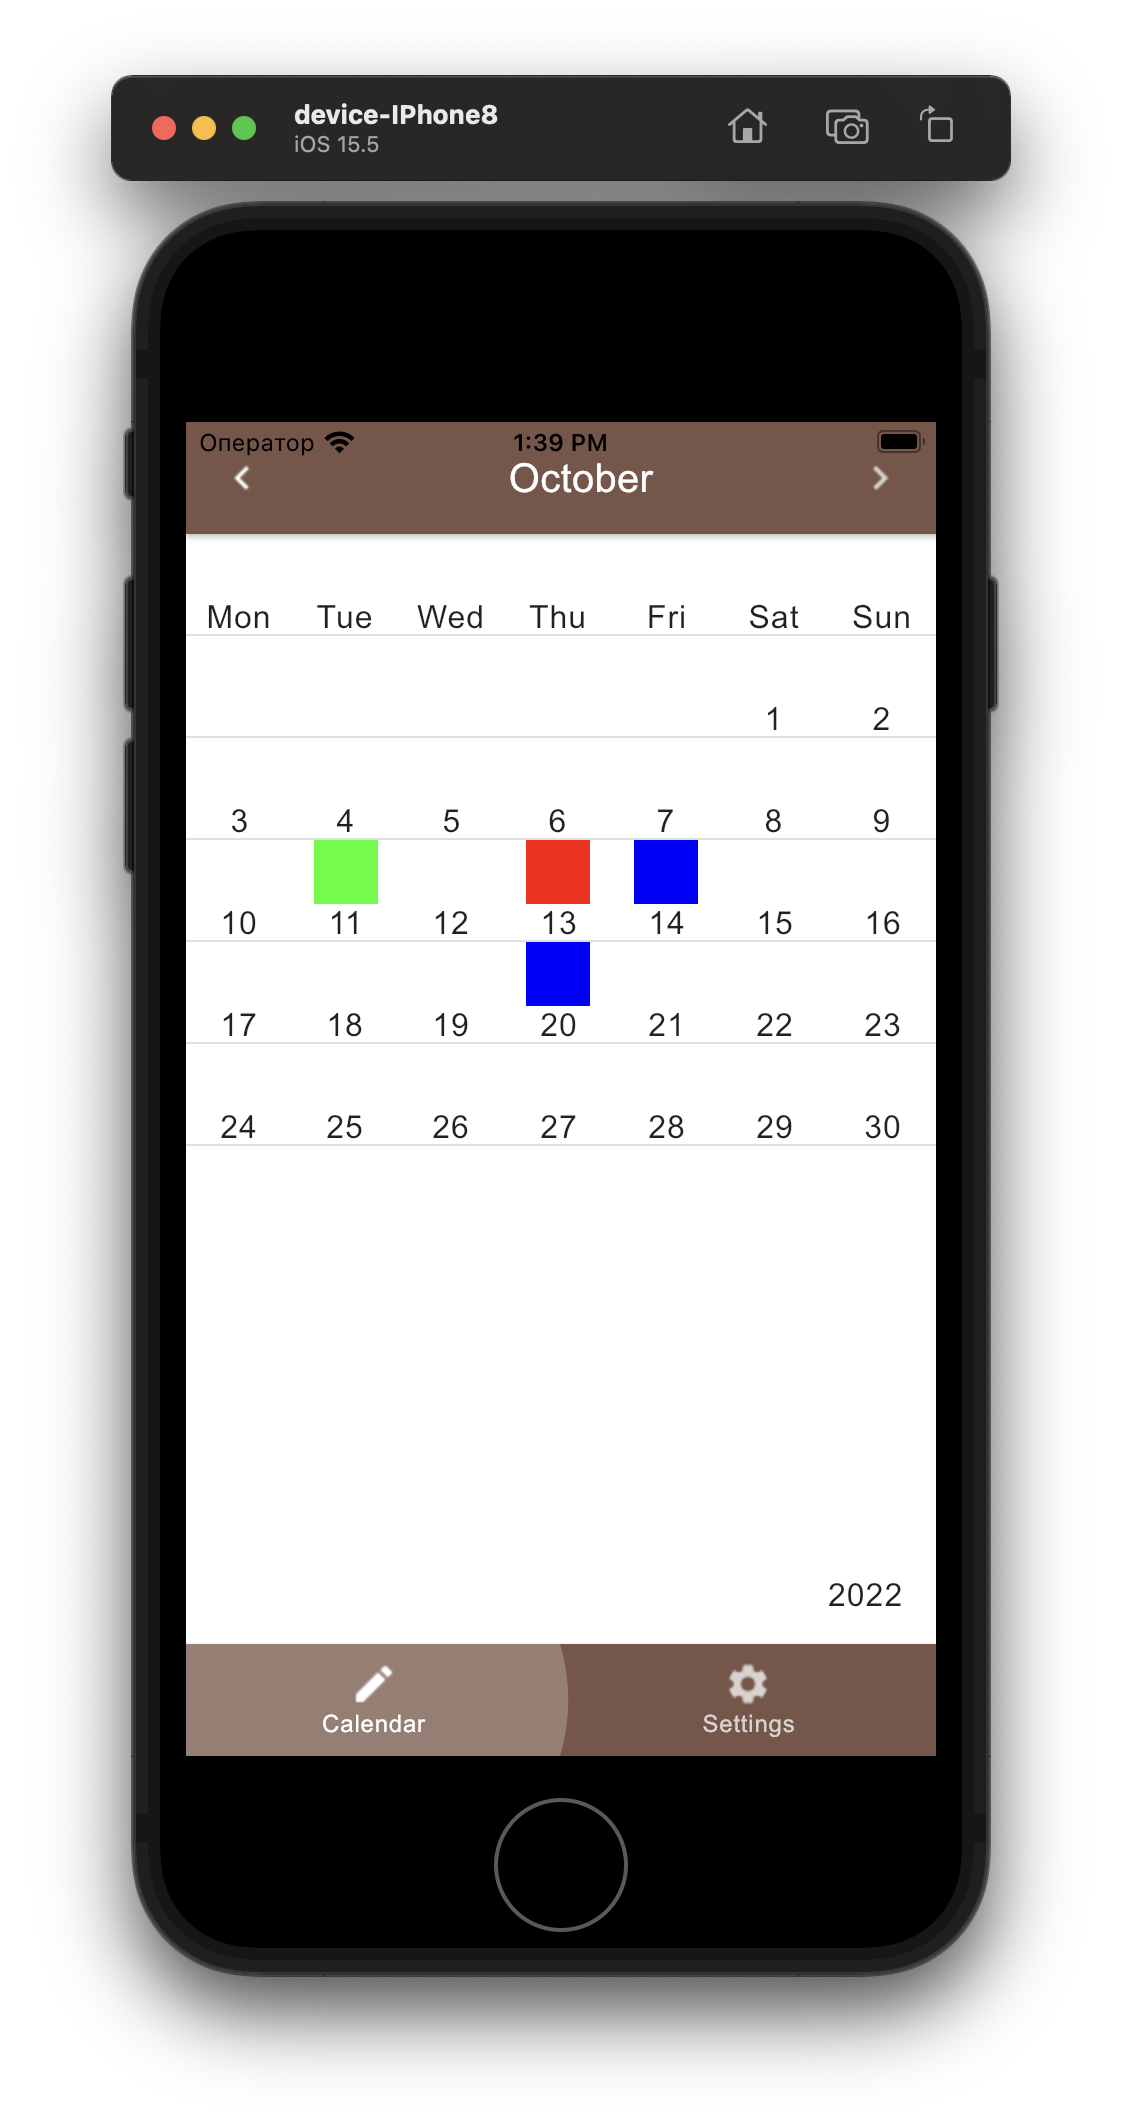 device-IPhone8
iOS 15.5
Оператор 1:39 PM
October
Mon Tue Wed Thu Fri Sat Sun
1 2
3 4 5 6 7 8 9
10 11 12 13 14 15 16
17 18 19 20 21 22 23
24 25 26 27 28 29 30
2022
Calendar Settings